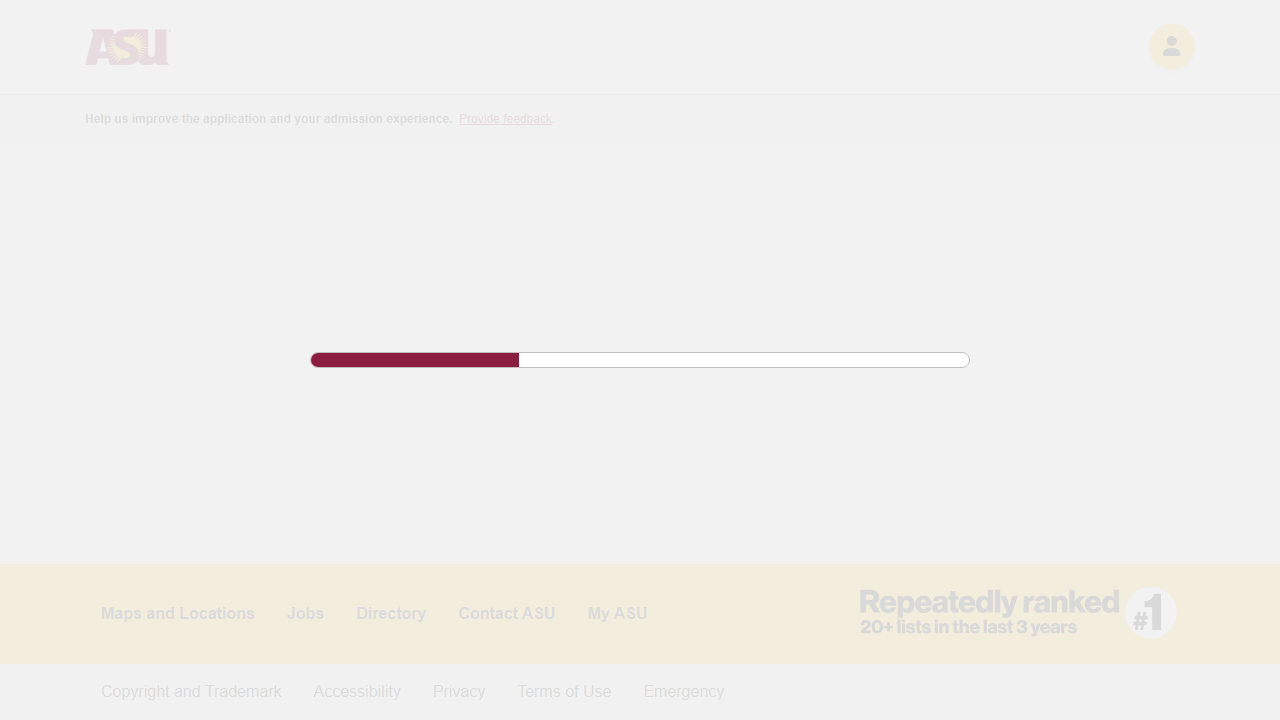 ASU
Help us improve the application and your admission experience. Provide feedback
Maps and Locations Jobs Directory Contact ASU My ASU
Repeatedly ranked
20+ lists in the last 3 years
#1
Copyright and Trademark Accessibility Privacy Terms of Use Emergency